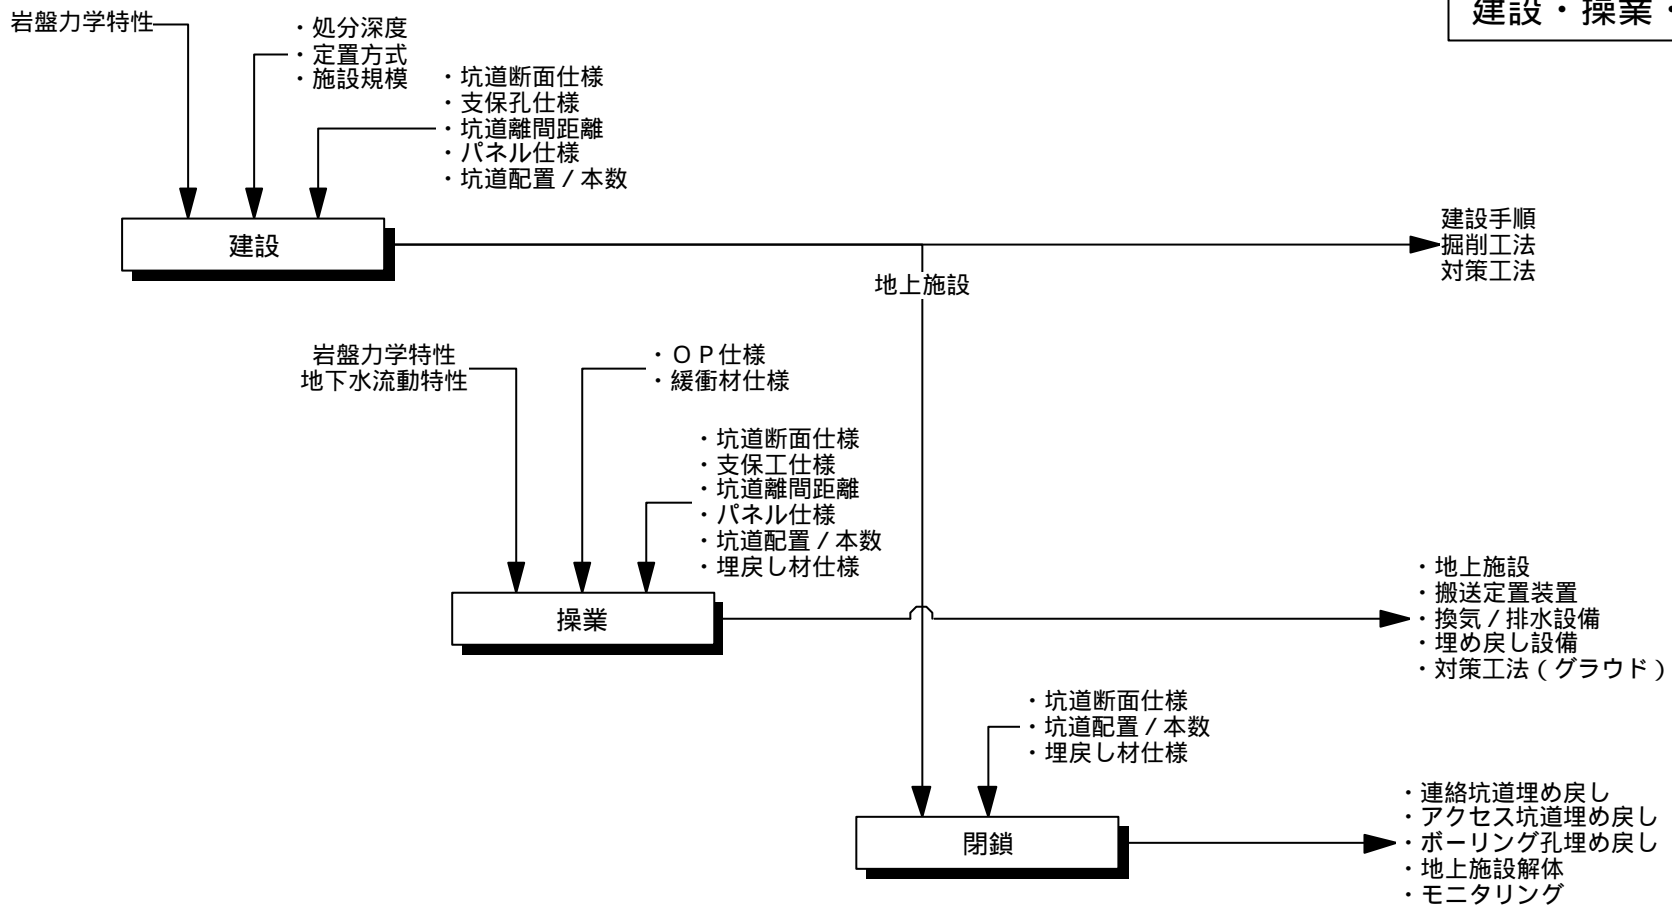 建設・操業・
岩盤力学特性
・処分深度
・定置方式
・施設規模
・坑道断面仕様
・支保孔仕様
・坑道離間距離
・パネル仕様
・坑道配置/本数
建設
建設手順
掘削工法
対策工法
地上施設
岩盤力学特性
地下水流動特性
・OP仕様
・緩衝材仕様
・坑道断面仕様
・支保工仕様
・坑道離間距離
・パネル仕様
・坑道配置/本数
・埋戻し材仕様
操業
・地上施設
・搬送定置装置
・換気/排水設備
・埋め戻し設備
・対策工法(グラウド)
・坑道断面仕様
・坑道配置/本数
・埋戻し材仕様
閉鎖
・連絡坑道埋め戻し
・アクセス坑道埋め戻し
・ボーリング孔埋め戻し
・地上施設解体
・モニタリング